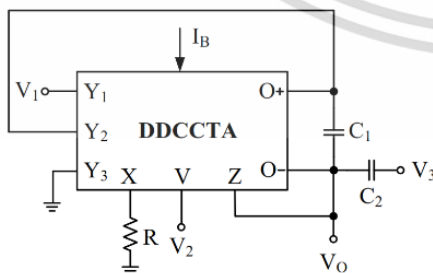 I_B
V₁ Y₁ O+
C₁
Y₂ DDCCTA
Y₃ X V Z O- V₃
C₂
R V₂
V_O